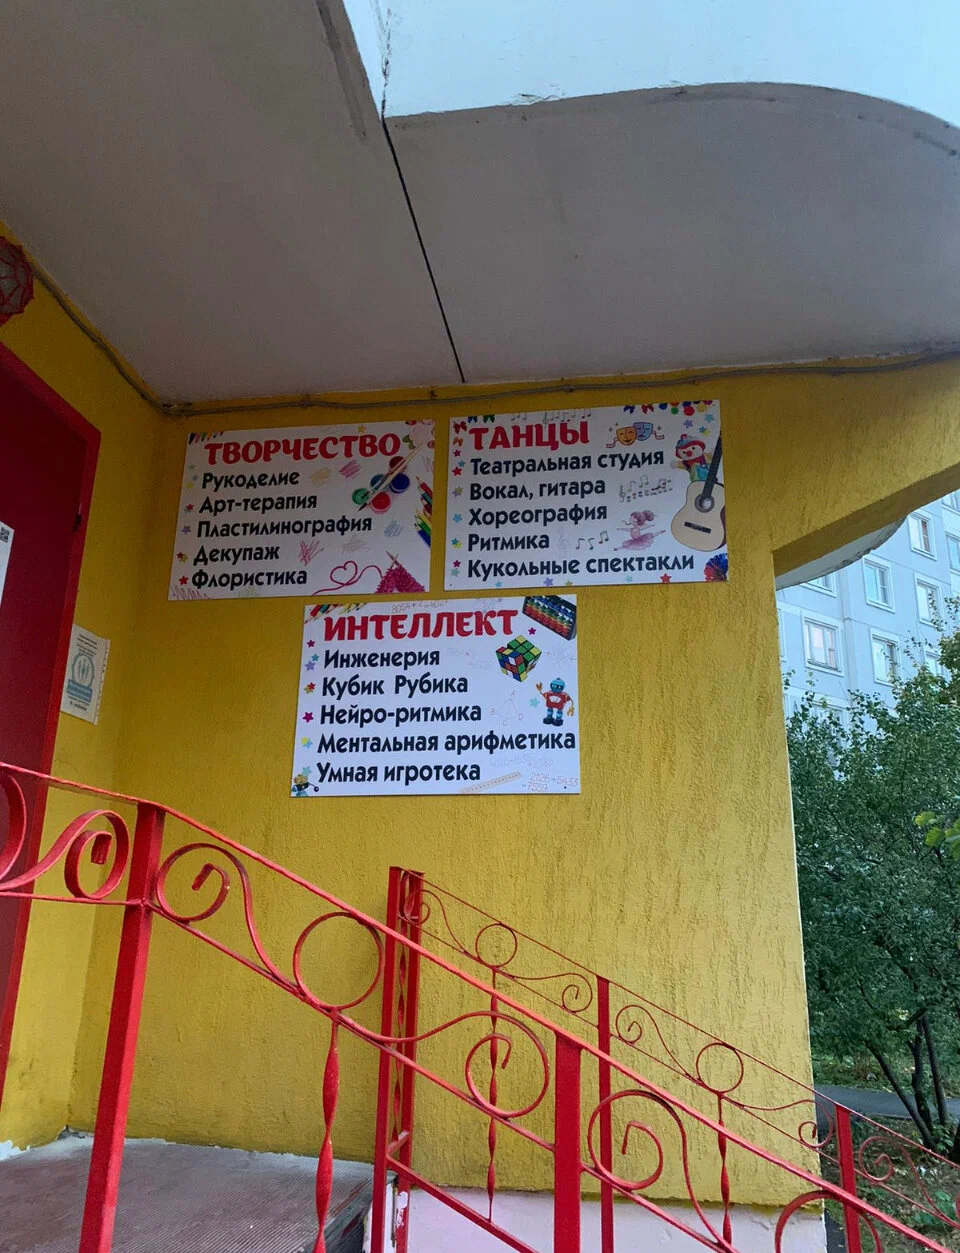 ТВОРЧЕСТВО
Рукоделие
Арт-терапия
Пластилинография
Декупаж
Флористика
ТАНЦЫ
Театральная студия
Вокал, гитара
Хореография
Ритмика
Кукольные спектакли
ИНТЕЛЛЕКТ
Инженерия
Кубик Рубика
Нейро-ритмика
Ментальная арифметика
Умная игротека